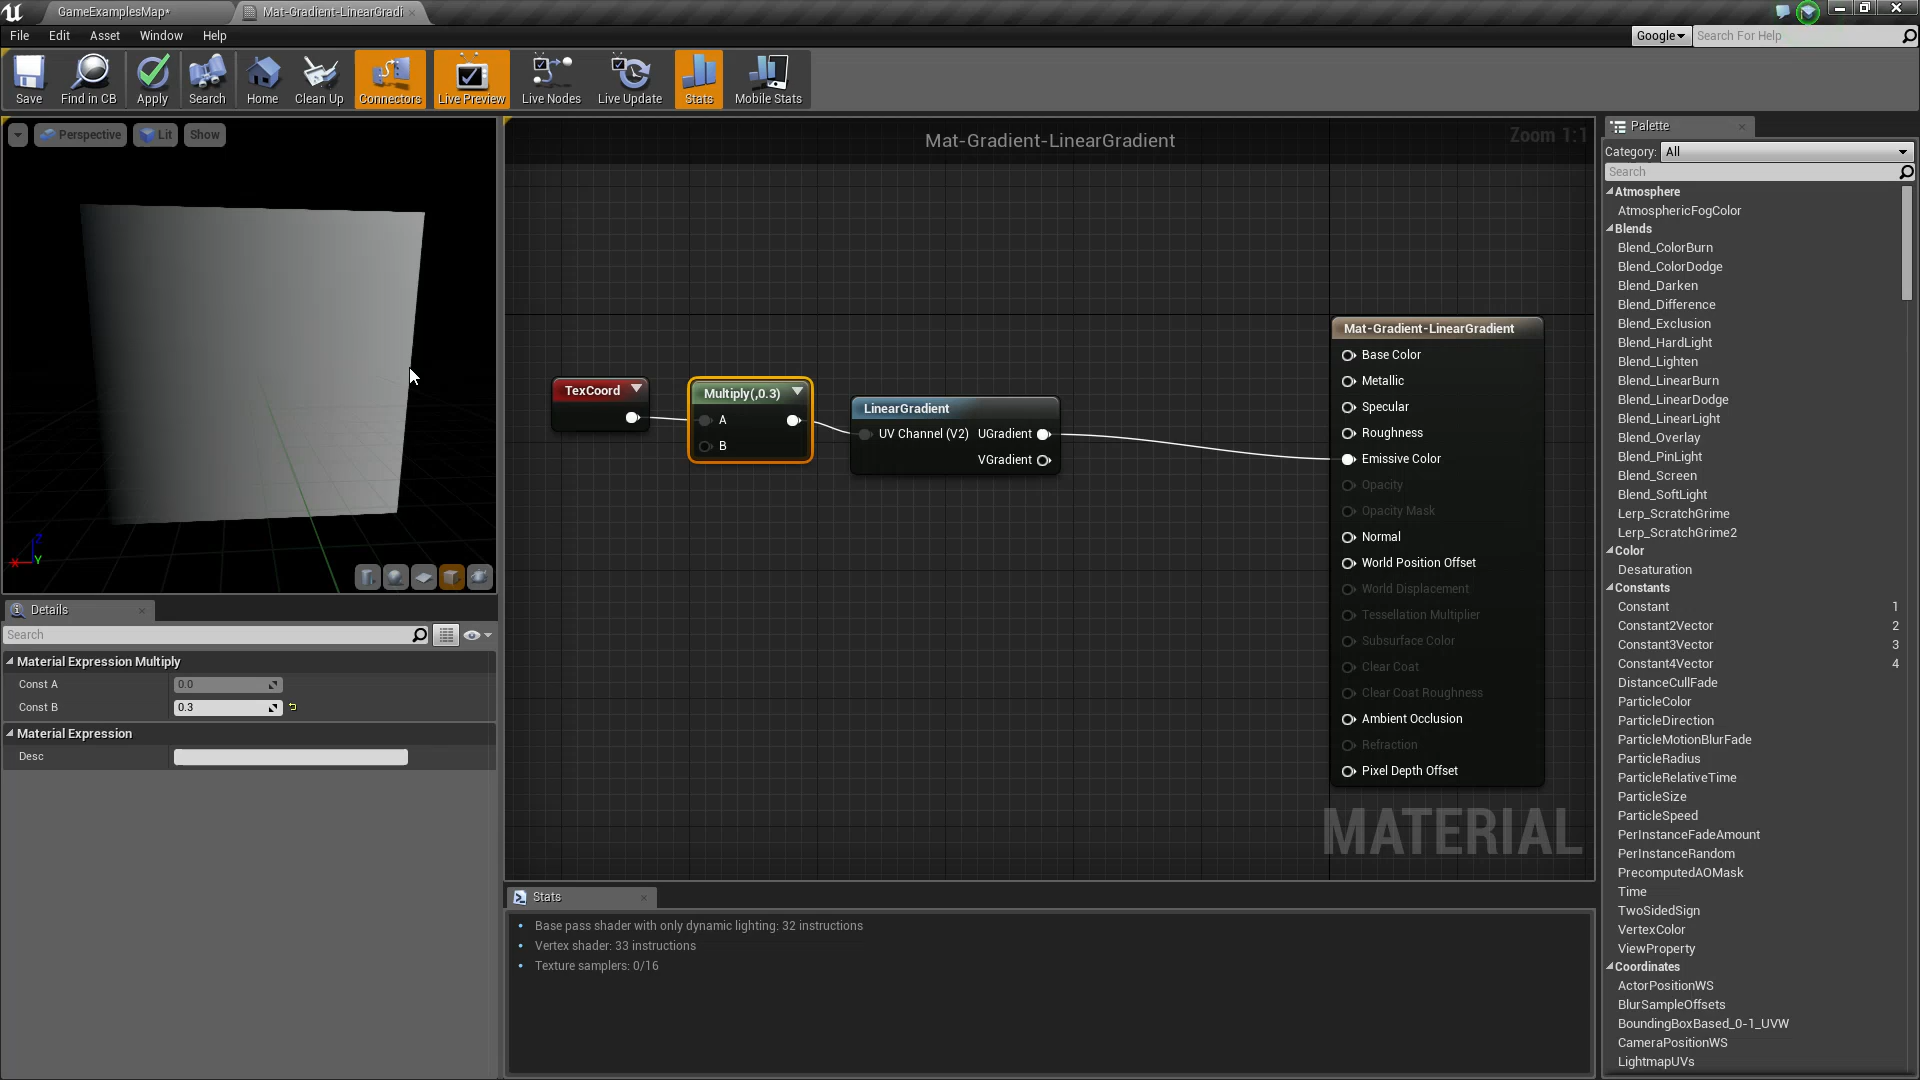 GameExamplesMap*
Mat-Gradient-LinearGradi
File Edit Asset Window Help
Google
Search For Help
Save
Find in CB
Apply
Search
Home
Clean Up
Connectors
Live Preview
Live Nodes
Live Update
Stats
Mobile Stats
Perspective
Lit
Show
X
Y
Z
Details
Search
Material Expression Multiply
Const A 0.0
Const B 0.3
Material Expression
Desc
Mat-Gradient-LinearGradient
Zoom 1:1
TexCoord
Multiply(,0.3)
A
B
LinearGradient
UV Channel (V2) UGradient
VGradient
Mat-Gradient-LinearGradient
Base Color
Metallic
Specular
Roughness
Emissive Color
Opacity
Opacity Mask
Normal
World Position Offset
World Displacement
Tessellation Multiplier
Subsurface Color
Clear Coat
Clear Coat Roughness
Ambient Occlusion
Refraction
Pixel Depth Offset
MATERIAL
Stats
Base pass shader with only dynamic lighting: 32 instructions
Vertex shader: 33 instructions
Texture samplers: 0/16
Palette
Category: All
Search
Atmosphere
AtmosphericFogColor
Blends
Blend_ColorBurn
Blend_ColorDodge
Blend_Darken
Blend_Difference
Blend_Exclusion
Blend_HardLight
Blend_Lighten
Blend_LinearBurn
Blend_LinearDodge
Blend_LinearLight
Blend_Overlay
Blend_PinLight
Blend_Screen
Blend_SoftLight
Lerp_ScratchGrime
Lerp_ScratchGrime2
Color
Desaturation
Constants
Constant 1
Constant2Vector 2
Constant3Vector 3
Constant4Vector 4
DistanceCullFade
ParticleColor
ParticleDirection
ParticleMotionBlurFade
ParticleRadius
ParticleRelativeTime
ParticleSize
ParticleSpeed
PerInstanceFadeAmount
PerInstanceRandom
PrecomputedAOMask
Time
TwoSidedSign
VertexColor
ViewProperty
Coordinates
ActorPositionWS
BlurSampleOffsets
BoundingBoxBased_0-1_UVW
CameraPositionWS
LightmapUVs